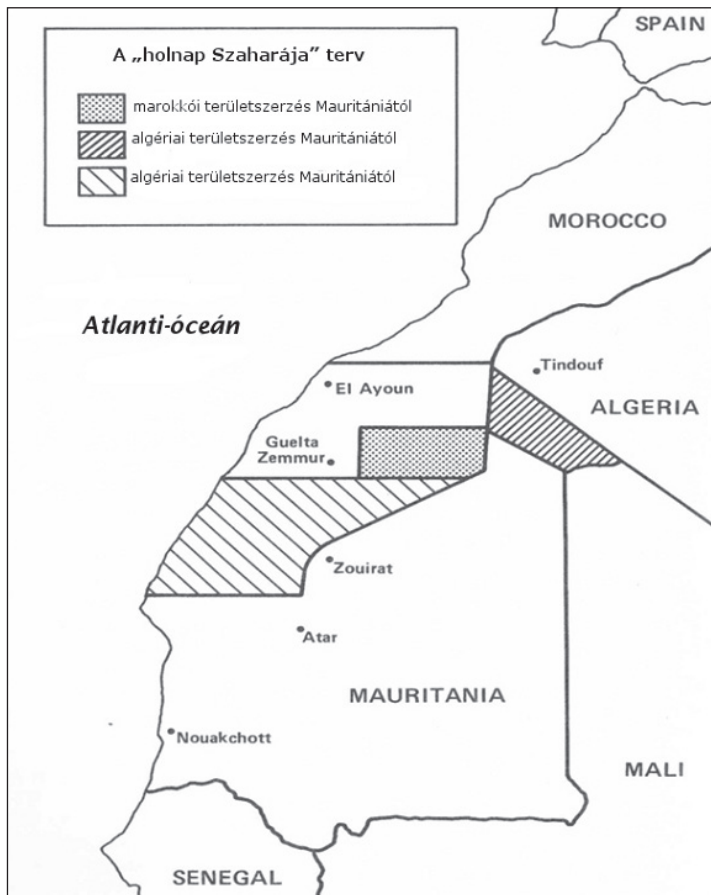 SPAIN
A „holnap Szaharája” terv
marokkói területszerzés Mauritániától
algériai területszerzés Mauritániától
algériai területszerzés Mauritániától
MOROCCO
Atlanti-óceán
Tindouf
El Ayoun
ALGERIA
Guelta
Zemmur
Zouirat
Atar
MAURITANIA
Nouakchott
MALI
SENEGAL